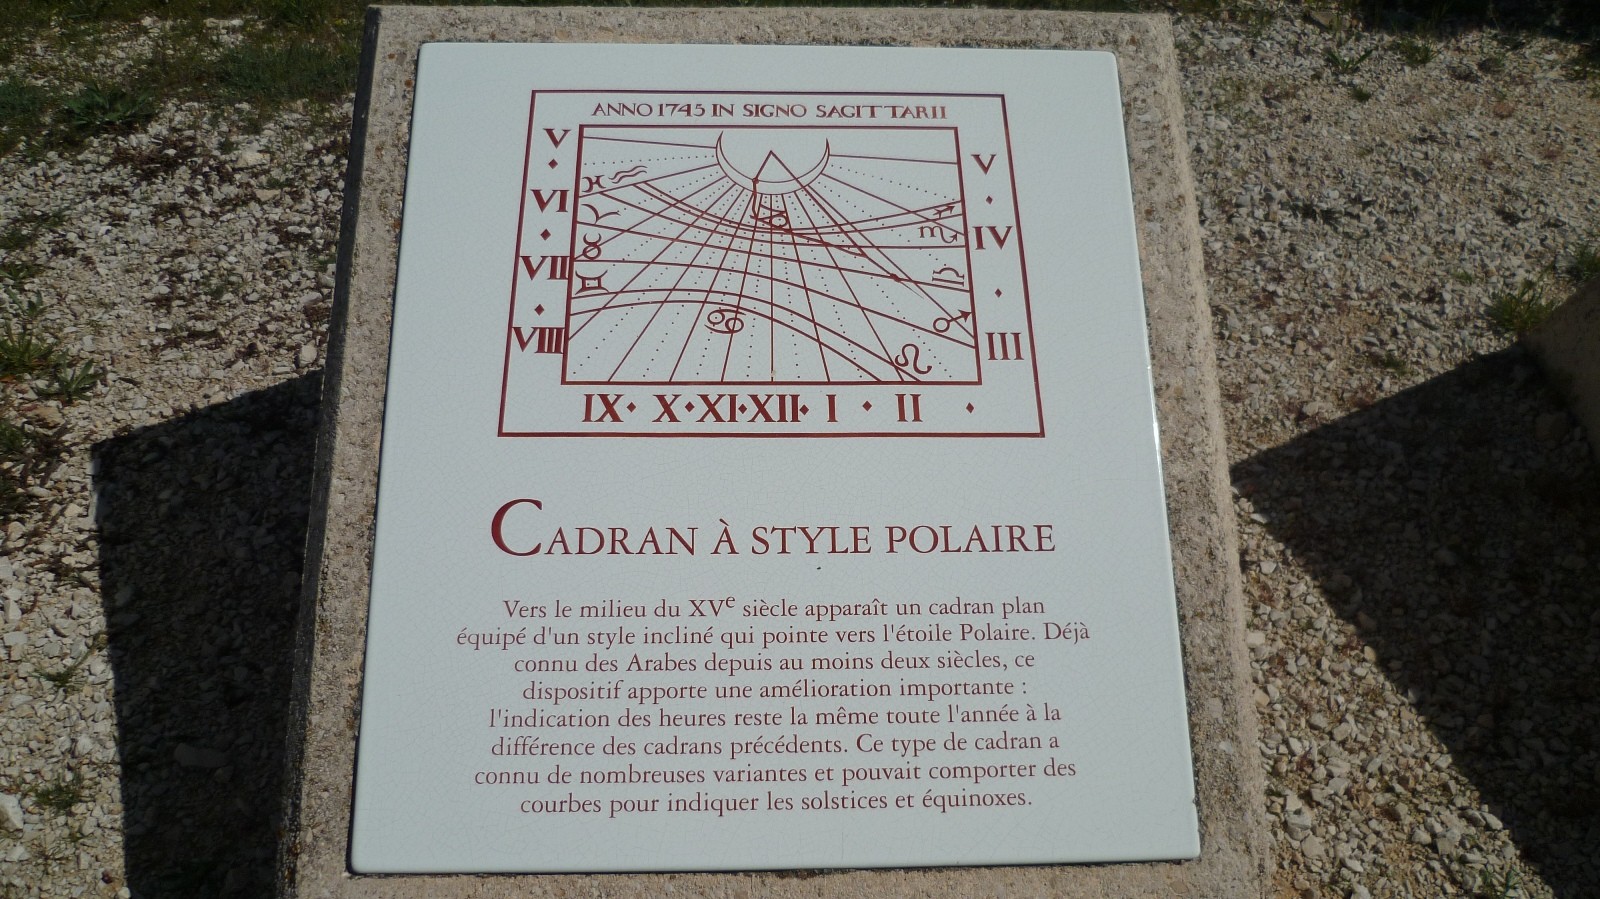 ANNO 1745 IN SIGNO SAGITTARII
V
VI
VII
VIII
V
IV
III
IX X XI XII I II
CADRAN À STYLE POLAIRE
Vers le milieu du XVe siècle apparaît un cadran plan
équipé d'un style incliné qui pointe vers l'étoile Polaire. Déjà
connu des Arabes depuis au moins deux siècles, ce
dispositif apporte une amélioration importante :
l'indication des heures reste la même toute l'année à la
différence des cadrans précédents. Ce type de cadran a
connu de nombreuses variantes et pouvait comporter des
courbes pour indiquer les solstices et équinoxes.